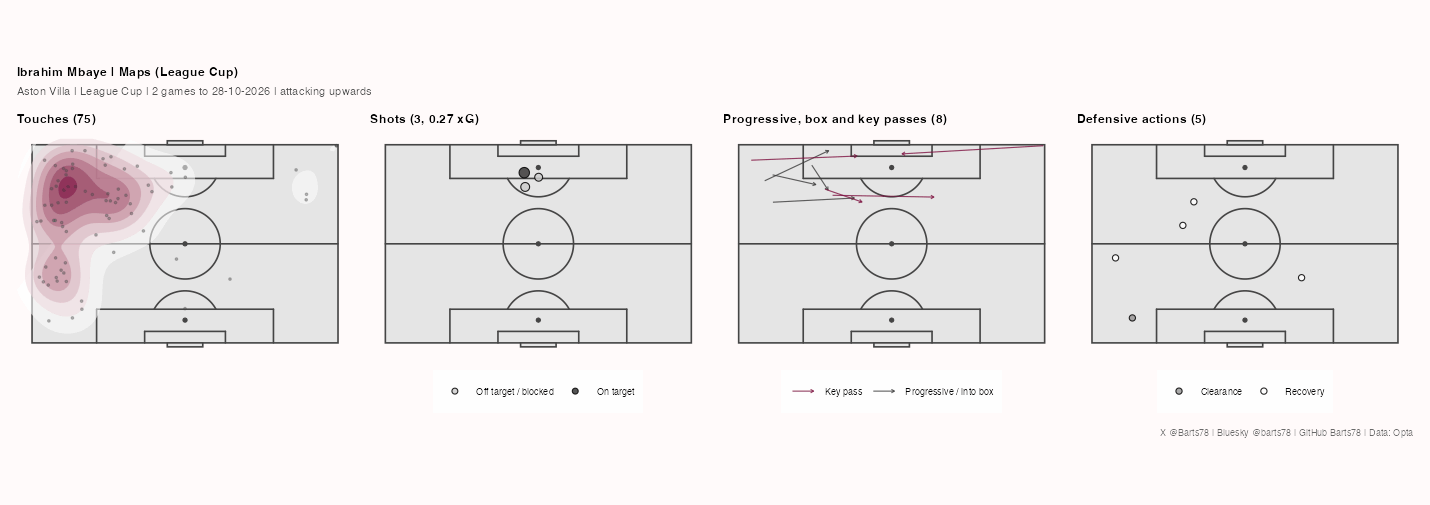 Ibrahim Mbaye | Maps (League Cup)
Aston Villa | League Cup | 2 games to 28-10-2026 | attacking upwards
Touches (75)
Shots (3, 0.27 xG)
Progressive, box and key passes (8)
Defensive actions (5)
Off target / blocked
On target
Key pass
Progressive / into box
Clearance
Recovery
X @Barts78 | Bluesky @barts78 | GitHub Barts78 | Data: Opta